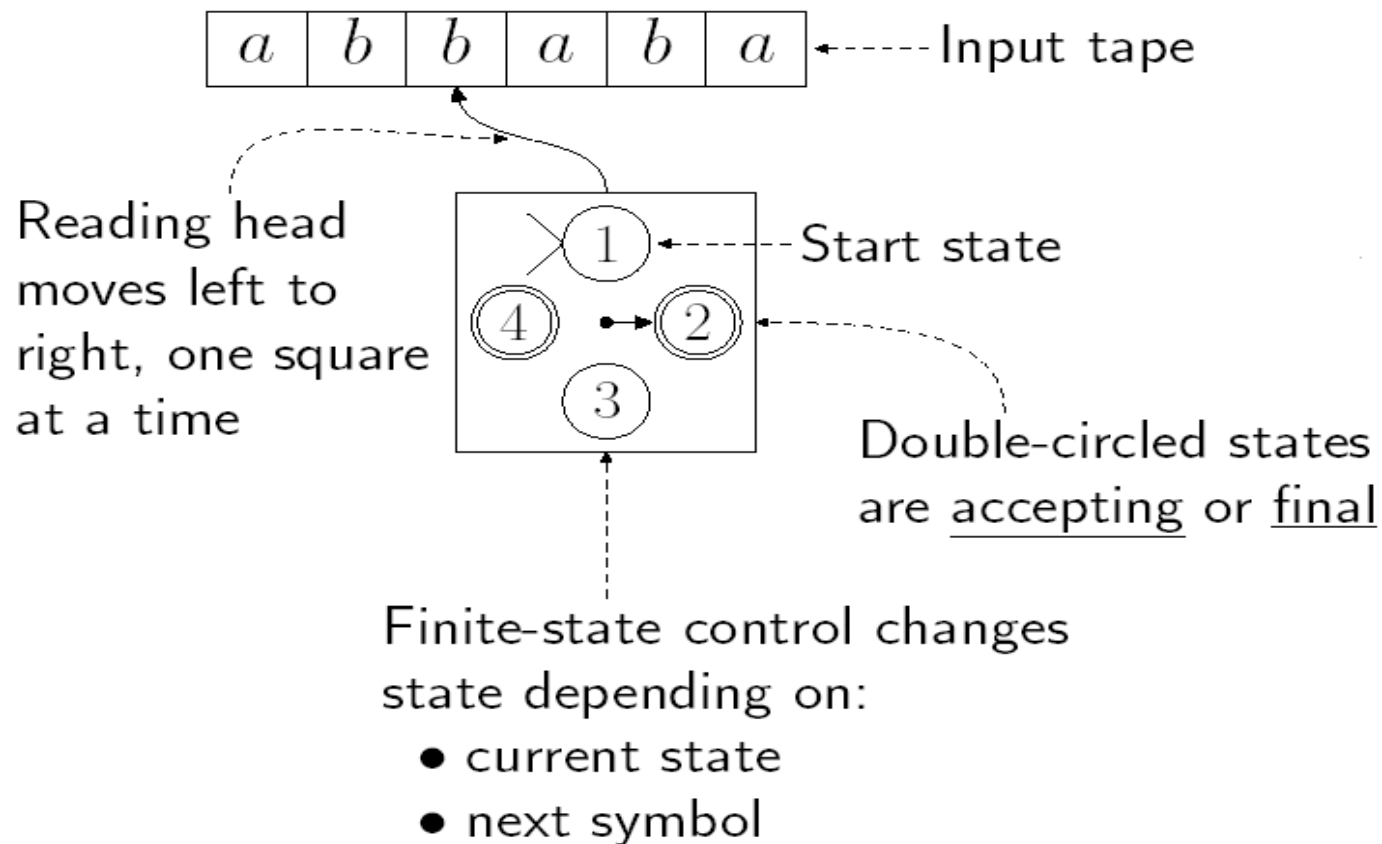 a b b a b a
Input tape
Reading head
moves left to
right, one square
at a time
1
Start state
4
2
3
Double-circled states
are accepting or final
Finite-state control changes
state depending on:
• current state
• next symbol